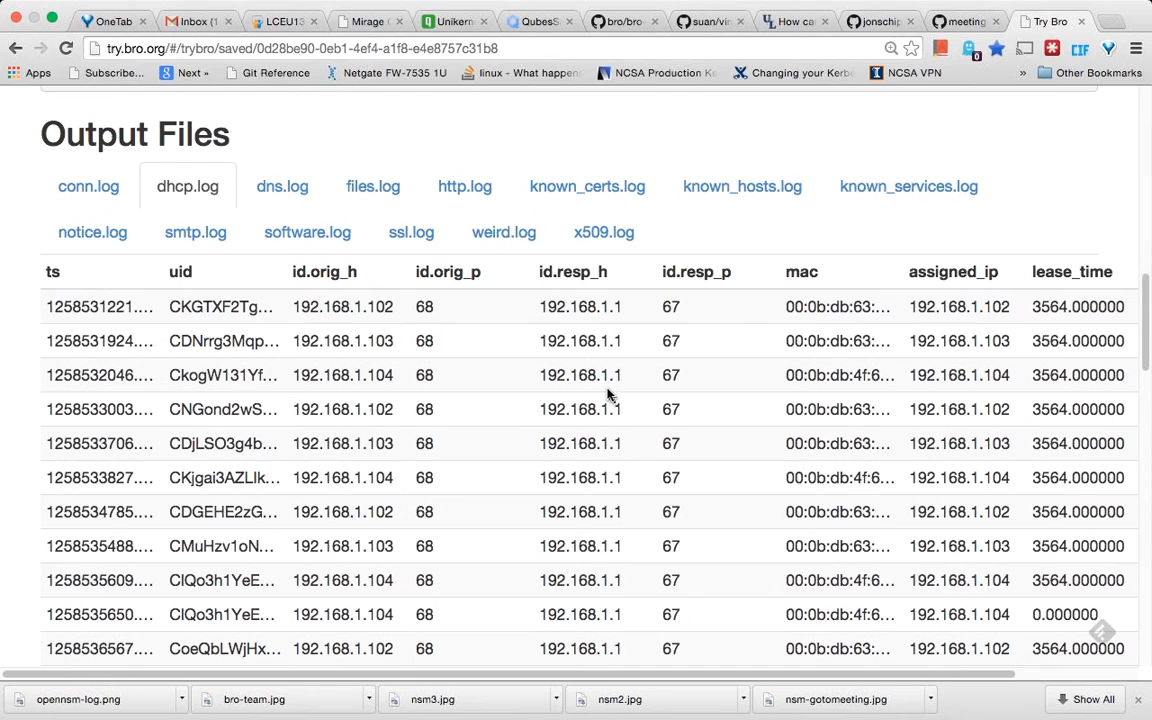 OneTab Gmail Inbox (1 LCEU13 Mirage ( Unikern QubesS bro/bro- suan/vin How ca jonschip meeting Try Bro
try.bro.org/#/trybro/saved/0d28be90-0eb1-4ef4-a1f8-e4e8757c31b8
Apps Subscribe... Next » Git Reference Netgate FW-7535 1U linux - What happen NCSA Production Ke Changing your Kerb NCSA VPN » Other Bookmarks
Output Files
conn.log dhcp.log dns.log files.log http.log known_certs.log known_hosts.log known_services.log
notice.log smtp.log software.log ssl.log weird.log x509.log
ts uid id.orig_h id.orig_p id.resp_h id.resp_p mac assigned_ip lease_time
1258531221.... CKGTXF2Tg... 192.168.1.102 68 192.168.1.1 67 00:0b:db:63:... 192.168.1.102 3564.000000
1258531924.... CDNrrg3Mqp... 192.168.1.103 68 192.168.1.1 67 00:0b:db:63:... 192.168.1.103 3564.000000
1258532046.... CkogW131Yf... 192.168.1.104 68 192.168.1.1 67 00:0b:db:4f:6... 192.168.1.104 3564.000000
1258533003.... CNGond2wS... 192.168.1.102 68 192.168.1.1 67 00:0b:db:63:... 192.168.1.102 3564.000000
1258533706.... CDjLSO3g4b... 192.168.1.103 68 192.168.1.1 67 00:0b:db:63:... 192.168.1.103 3564.000000
1258533827.... CKjgai3AZLIk... 192.168.1.104 68 192.168.1.1 67 00:0b:db:4f:6... 192.168.1.104 3564.000000
1258534785.... CDGEHE2zG... 192.168.1.102 68 192.168.1.1 67 00:0b:db:63:... 192.168.1.102 3564.000000
1258535488.... CMuHzv1oN... 192.168.1.103 68 192.168.1.1 67 00:0b:db:63:... 192.168.1.103 3564.000000
1258535609.... ClQo3h1YeE... 192.168.1.104 68 192.168.1.1 67 00:0b:db:4f:6... 192.168.1.104 3564.000000
1258535650.... ClQo3h1YeE... 192.168.1.104 68 192.168.1.1 67 00:0b:db:4f:6... 192.168.1.104 0.000000
1258536567.... CoeQbLWjHx... 192.168.1.102 68 192.168.1.1 67 00:0b:db:63:... 192.168.1.102 3564.000000
opennsm-log.png bro-team.jpg nsm3.jpg nsm2.jpg nsm-gotomeeting.jpg Show All